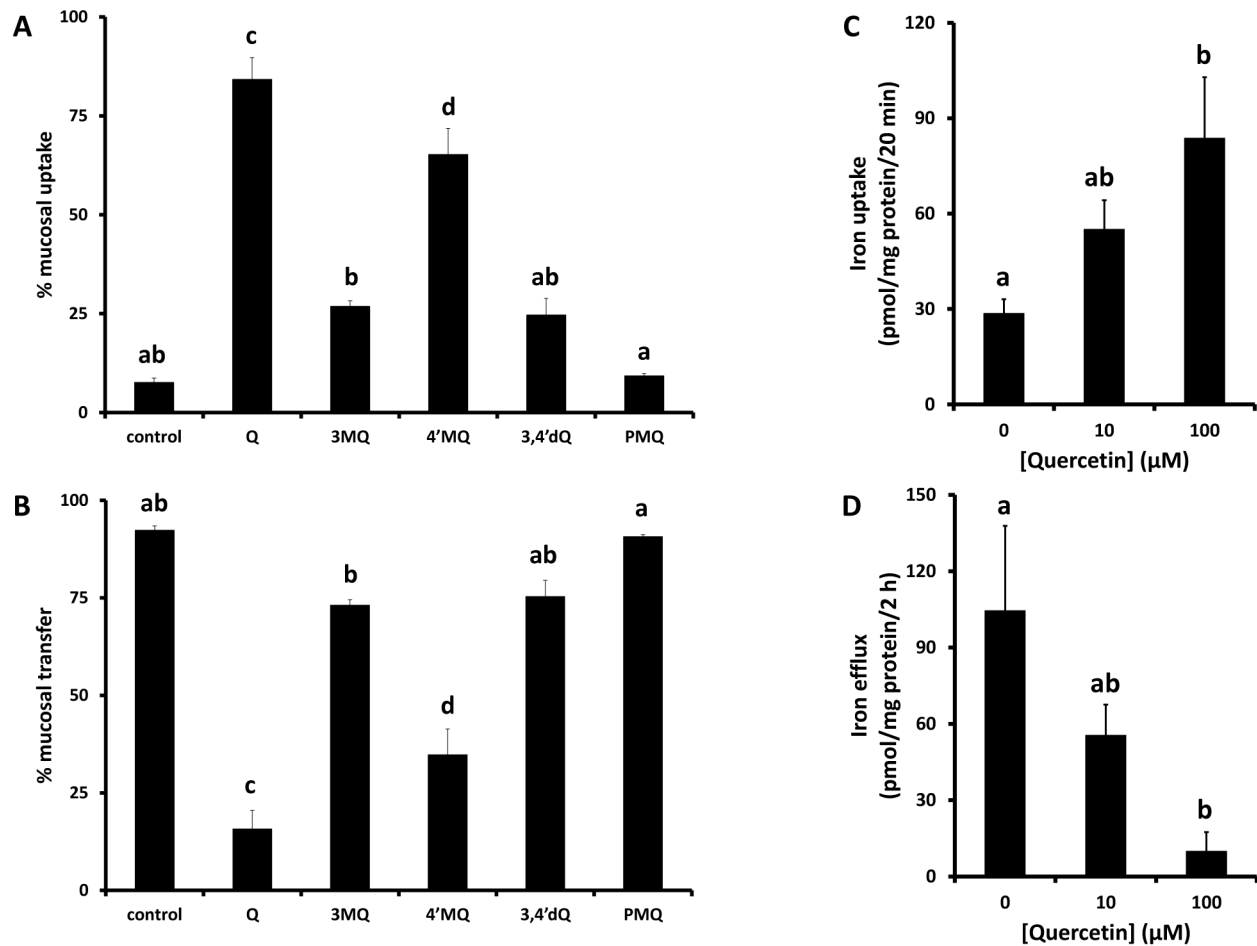 A
% mucosal uptake
100
75
50
25
0
ab
c
b
d
ab
a
control Q 3MQ 4’MQ 3,4’dQ PMQ
B
% mucosal transfer
100
75
50
25
0
ab
c
b
d
ab
a
control Q 3MQ 4’MQ 3,4’dQ PMQ
C
Iron uptake
(pmol/mg protein/20 min)
120
90
60
30
0
a
ab
b
0 10 100
[Quercetin] (μM)
D
Iron efflux
(pmol/mg protein/2 h)
150
120
90
60
30
0
a
ab
b
0 10 100
[Quercetin] (μM)